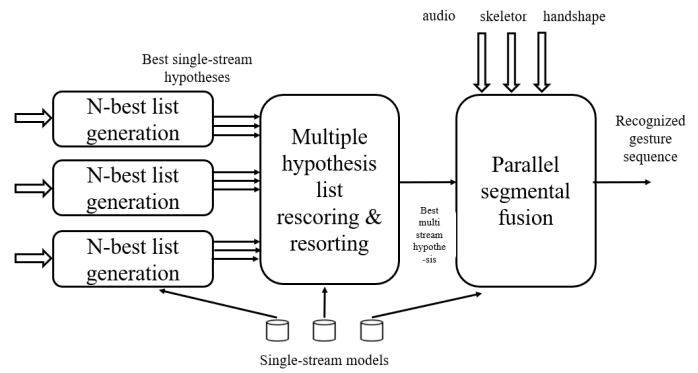 audio skeletor handshape
Best single-stream
hypotheses
N-best list
generation
N-best list
generation
N-best list
generation
Multiple
hypothesis
list
rescoring &
resorting
Best
multi
stream
hypothe
-sis
Parallel
segmental
fusion
Recognized
gesture
sequence
Single-stream models